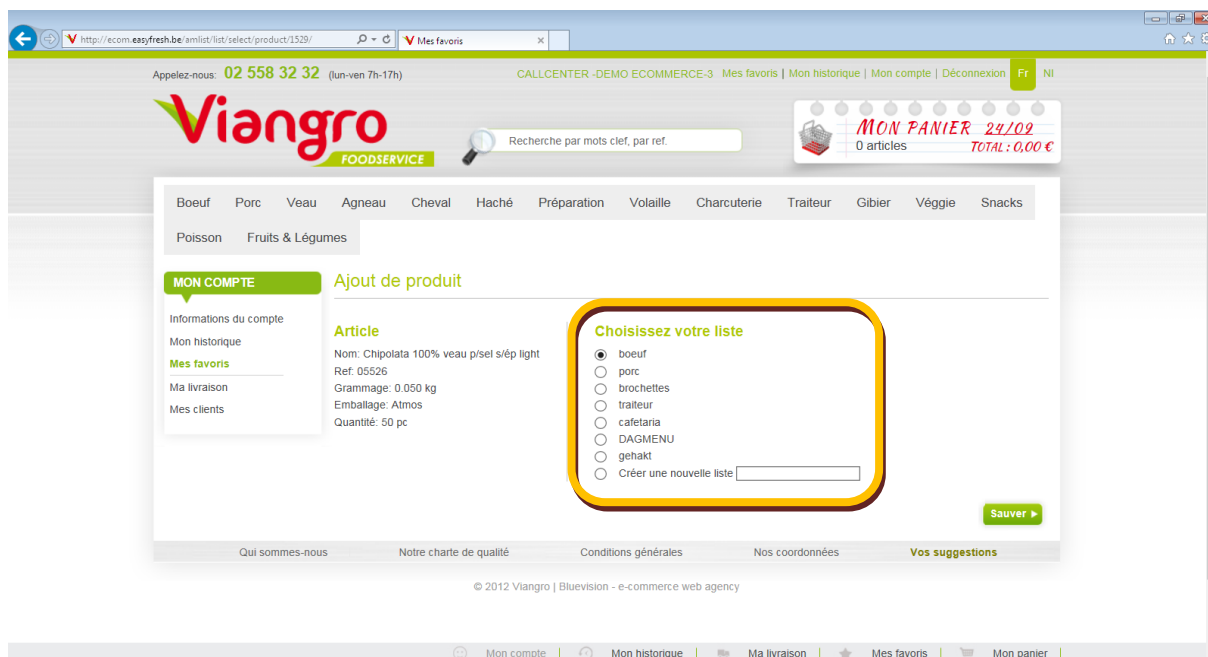 http://ecom.easyfresh.be/amlist/list/select/product/1529/
Mes favoris
Appelez-nous: 02 558 32 32 (lun-ven 7h-17h)
CALLCENTER -DEMO ECOMMERCE-3 Mes favoris | Mon historique | Mon compte | Déconnexion Fr Nl
Viangro
FOODSERVICE
Recherche par mots clef, par ref.
MON PANIER 24/09
0 articles TOTAL : 0,00 €
Boeuf Porc Veau Agneau Cheval Haché Préparation Volaille Charcuterie Traiteur Gibier Véggie Snacks
Poisson Fruits & Légumes
MON COMPTE
Informations du compte
Mon historique
Mes favoris
Ma livraison
Mes clients
Ajout de produit
Article
Nom: Chipolata 100% veau p/sel s/ép light
Ref: 05526
Grammage: 0.050 kg
Emballage: Atmos
Quantité: 50 pc
Choisissez votre liste
boeuf
porc
brochettes
traiteur
cafetaria
DAGMENU
gehakt
Créer une nouvelle liste
Sauver
Qui sommes-nous Notre charte de qualité Conditions générales Nos coordonnées Vos suggestions
© 2012 Viangro | Bluevision - e-commerce web agency
Mon compte | Mon historique | Ma livraison | Mes favoris | Mon panier |